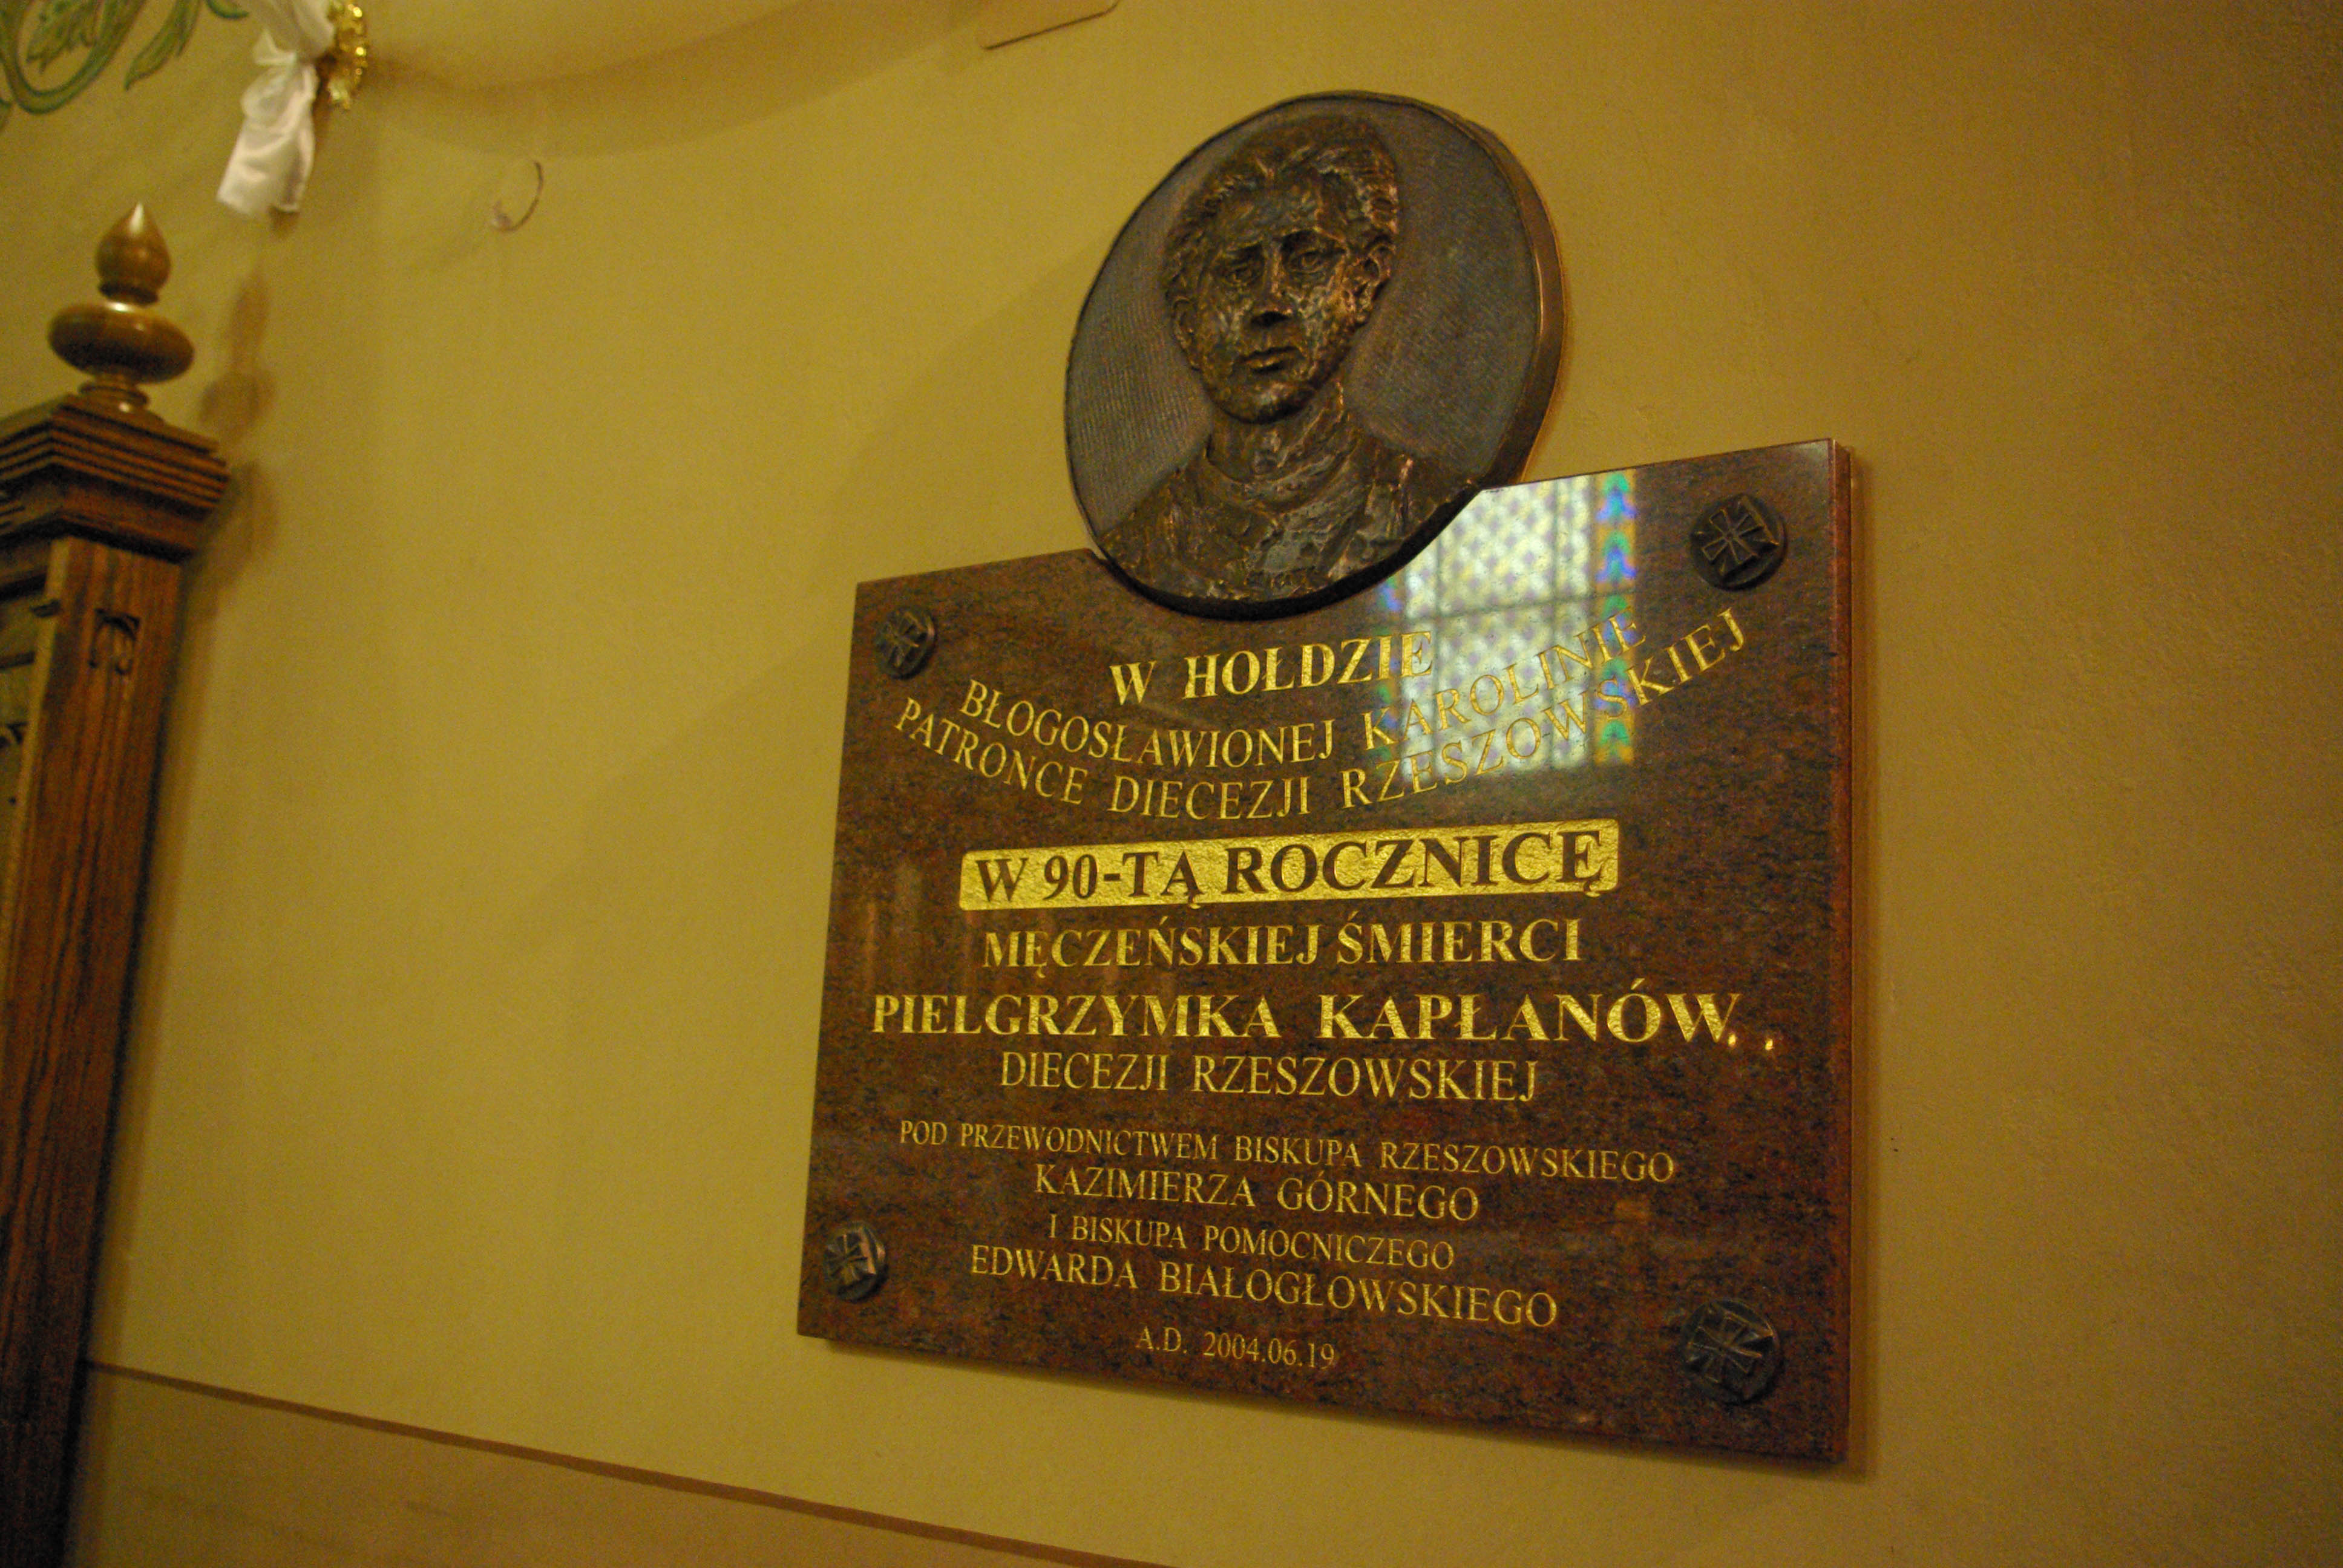 W HOŁDZIE
BŁOGOSŁAWIONEJ KAROLINIE
PATRONCE DIECEZJI RZESZOWSKIEJ
W 90-TĄ ROCZNICĘ
MĘCZEŃSKIEJ ŚMIERCI
PIELGRZYMKA KAPŁANÓW
DIECEZJI RZESZOWSKIEJ
POD PRZEWODNICTWEM BISKUPA RZESZOWSKIEGO
KAZIMIERZA GÓRNEGO
I BISKUPA POMOCNICZEGO
EDWARDA BIAŁOGŁOWSKIEGO
A.D. 2004.06.19